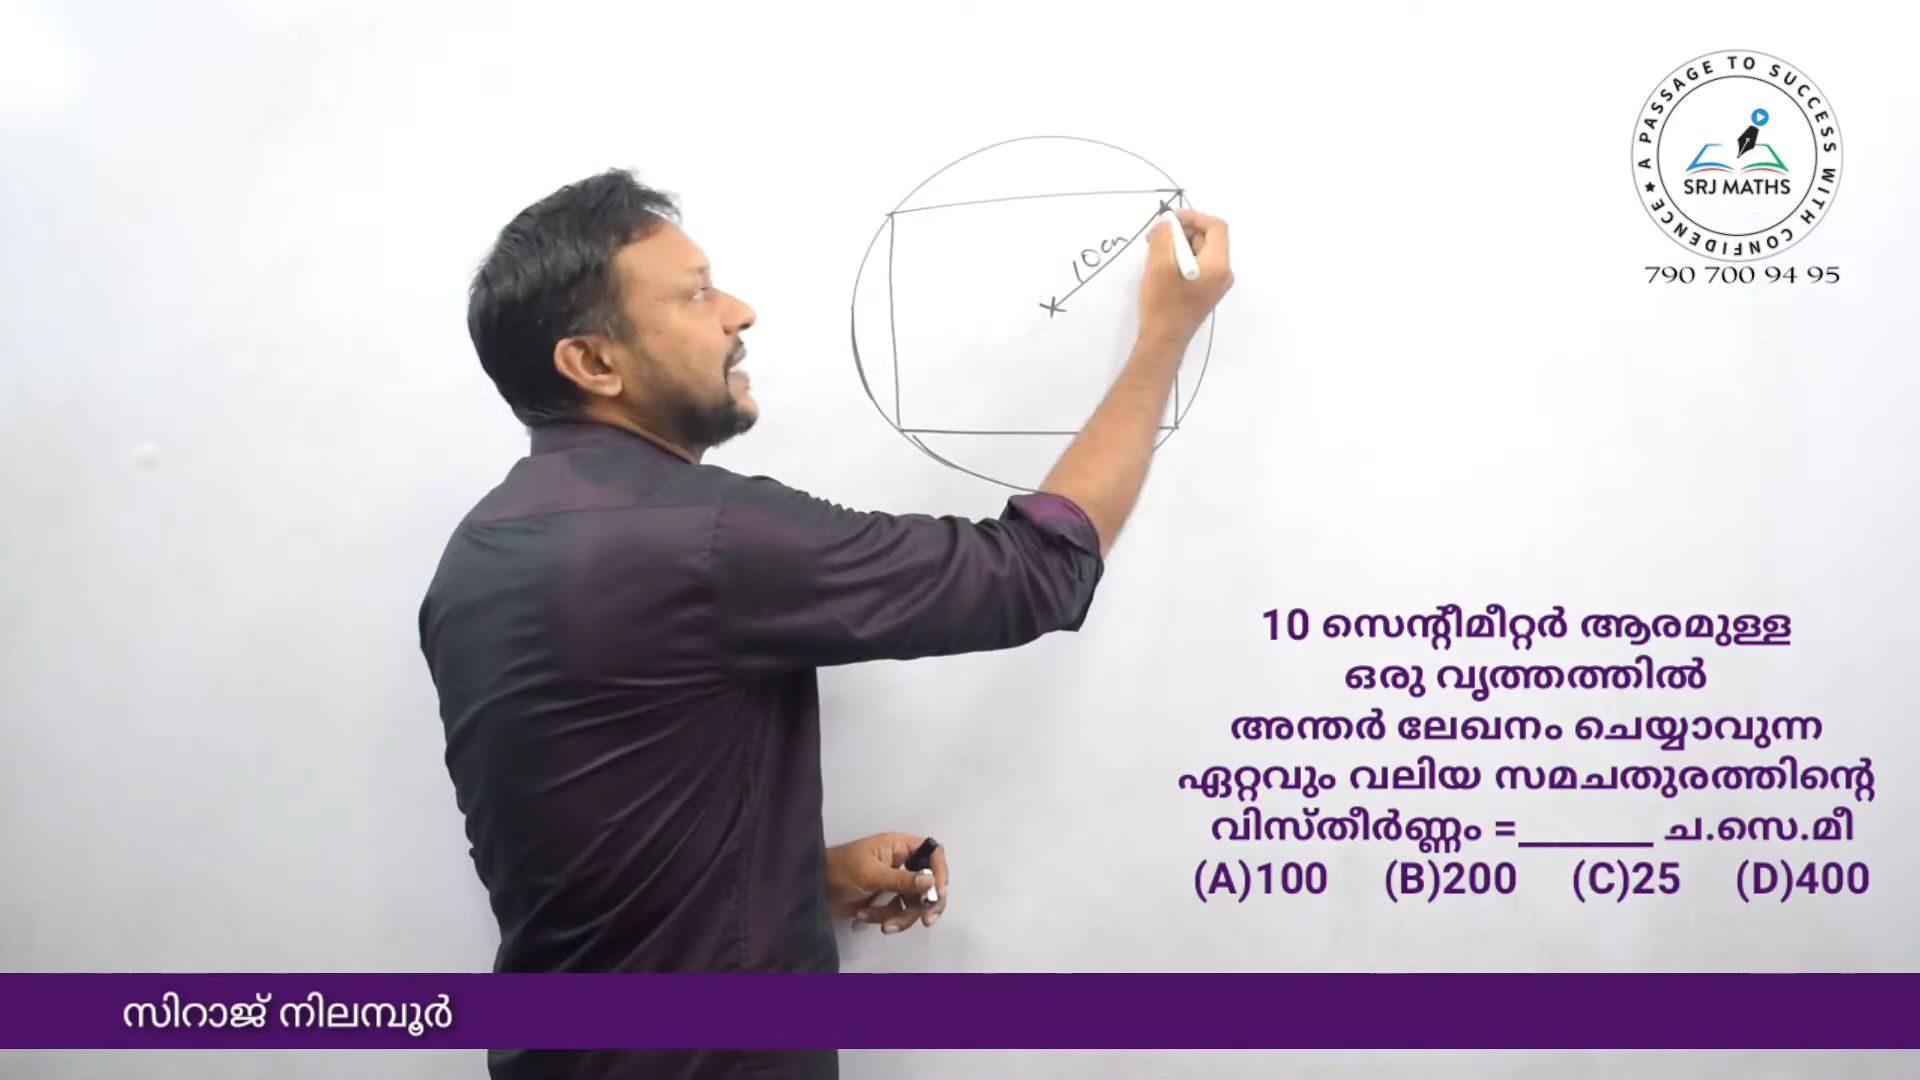 A PASSAGE TO SUCCESS WITH CONFIDENCE
SRJ MATHS
790 700 94 95
10cm
10 സെന്റീമീറ്റർ ആരമുള്ള
ഒരു വൃത്തത്തിൽ
അന്തർ ലേഖനം ചെയ്യാവുന്ന
ഏറ്റവും വലിയ സമചതുരത്തിന്റെ
വിസ്തീർണ്ണം =______ ച.സെ.മീ
(A)100 (B)200 (C)25 (D)400
സിറാജ് നിലമ്പൂർ